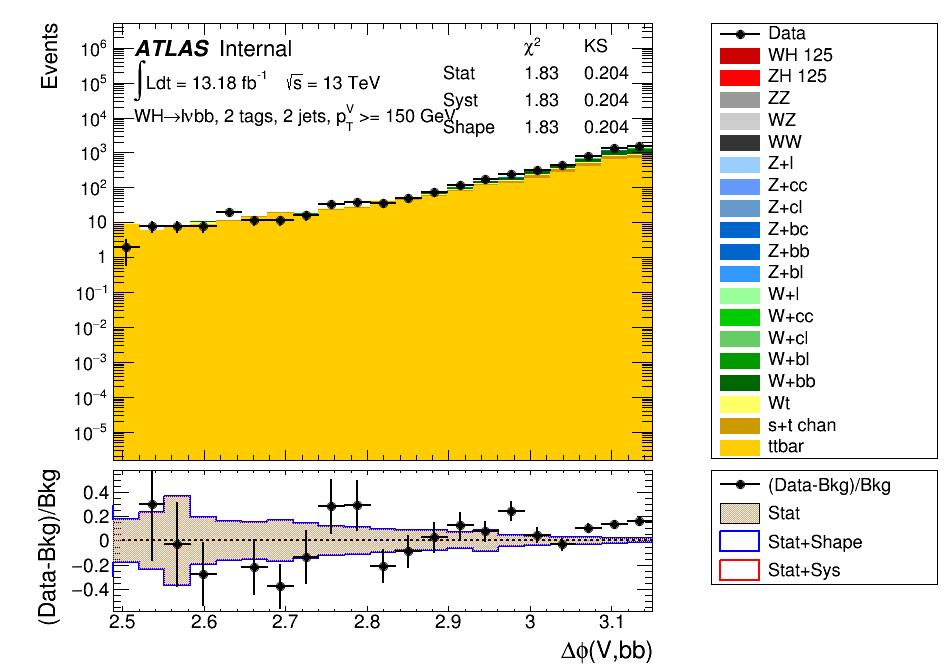 Events
10⁶
10⁵
10⁴
10³
10²
10
1
10⁻¹
10⁻²
10⁻³
10⁻⁴
10⁻⁵
ATLAS Internal
∫Ldt = 13.18 fb⁻¹ √s = 13 TeV
WH→lνbb, 2 tags, 2 jets, p_T^V >= 150 GeV
χ² KS
Stat 1.83 0.204
Syst 1.83 0.204
Shape 1.83 0.204
Data
WH 125
ZH 125
ZZ
WZ
WW
Z+l
Z+cc
Z+cl
Z+bc
Z+bb
Z+bl
W+l
W+cc
W+cl
W+bl
W+bb
Wt
s+t chan
ttbar
(Data-Bkg)/Bkg
0.4
0.2
0
−0.2
−0.4
2.5 2.6 2.7 2.8 2.9 3 3.1
Δϕ(V,bb)
(Data-Bkg)/Bkg
Stat
Stat+Shape
Stat+Sys